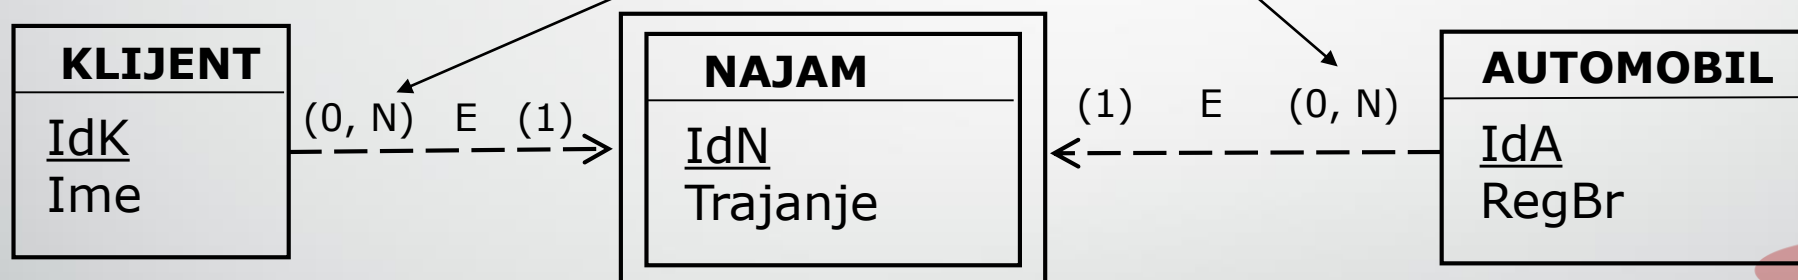 KLIJENT
IdK
Ime
(0, N) E (1)
NAJAM
IdN
Trajanje
(1) E (0, N)
AUTOMOBIL
IdA
RegBr